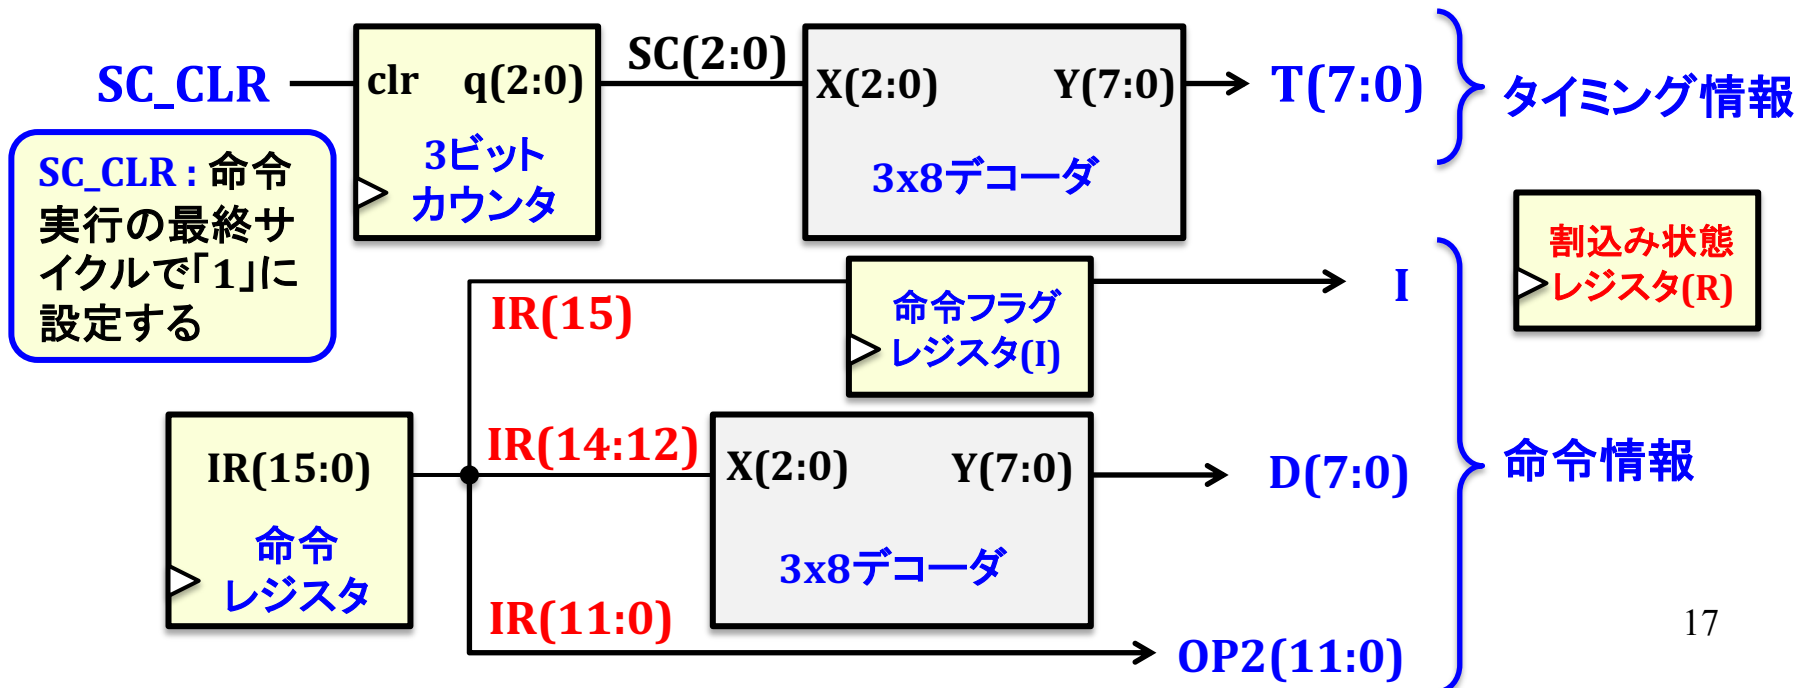 SC_CLR
clr q(2:0)
3ビット
カウンタ
SC(2:0)
X(2:0) Y(7:0)
3x8デコーダ
T(7:0)
タイミング情報
SC_CLR : 命令
実行の最終サ
イクルで「1」に
設定する
IR(15)
命令フラグ
レジスタ(I)
I
割込み状態
レジスタ(R)
IR(15:0)
命令
レジスタ
IR(14:12)
X(2:0) Y(7:0)
3x8デコーダ
D(7:0)
命令情報
IR(11:0)
OP2(11:0)
17